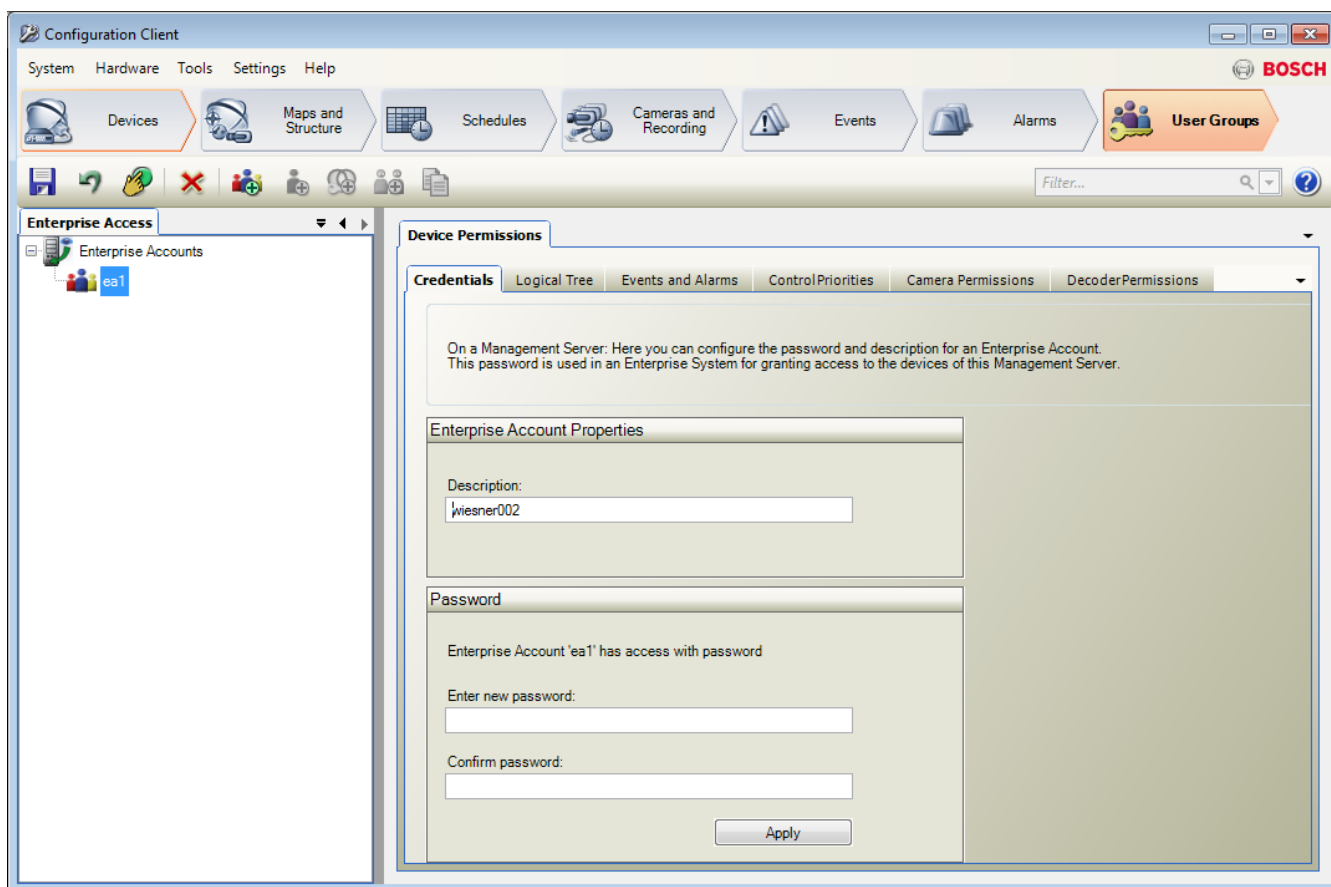 Configuration Client
System Hardware Tools Settings Help
BOSCH
Devices
Maps and
Structure
Schedules
Cameras and
Recording
Events
Alarms
User Groups
Filter...
Enterprise Access
Enterprise Accounts
ea1
Device Permissions
Credentials Logical Tree Events and Alarms ControlPriorities Camera Permissions DecoderPermissions
On a Management Server: Here you can configure the password and description for an Enterprise Account.
This password is used in an Enterprise System for granting access to the devices of this Management Server.
Enterprise Account Properties
Description:
wiesner002
Password
Enterprise Account 'ea1' has access with password
Enter new password:
Confirm password:
Apply